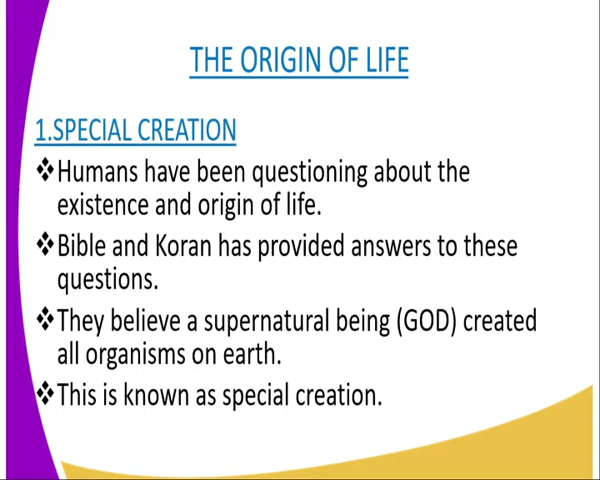 THE ORIGIN OF LIFE
1.SPECIAL CREATION
❖Humans have been questioning about the
existence and origin of life.
❖Bible and Koran has provided answers to these
questions.
❖They believe a supernatural being (GOD) created
all organisms on earth.
❖This is known as special creation.